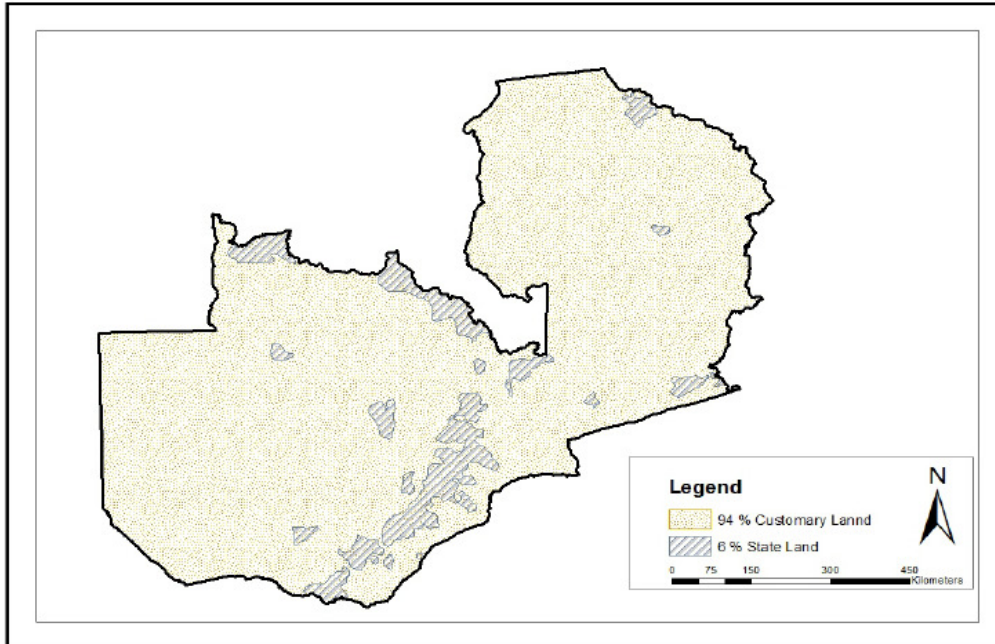 Legend
N
94 % Customary Lannd
6 % State Land
0 75 150 300 450
Kilometers